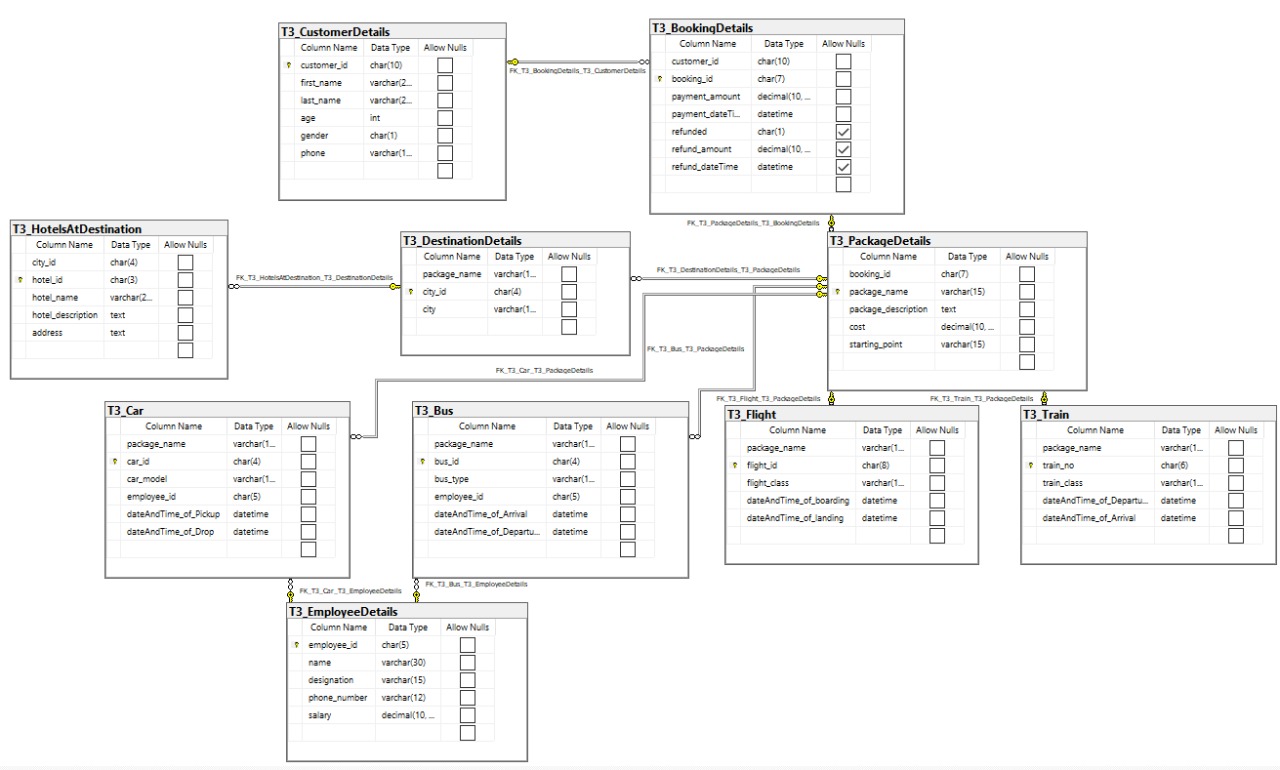 T3_CustomerDetails
Column Name Data Type Allow Nulls
customer_id char(10)
first_name varchar(2...
last_name varchar(2...
age int
gender char(1)
phone varchar(1...
FK_T3_BookingDetails_T3_CustomerDetails
T3_BookingDetails
Column Name Data Type Allow Nulls
customer_id char(10)
booking_id char(7)
payment_amount decimal(10, ...
payment_dateTi... datetime
refunded char(1)
refund_amount decimal(10, ...
refund_dateTime datetime
FK_T3_PackageDetails_T3_BookingDetails
T3_HotelsAtDestination
Column Name Data Type Allow Nulls
city_id char(4)
hotel_id char(3)
hotel_name varchar(2...
hotel_description text
address text
FK_T3_HotelsAtDestination_T3_DestinationDetails
T3_DestinationDetails
Column Name Data Type Allow Nulls
package_name varchar(1...
city_id char(4)
city varchar(1...
FK_T3_DestinationDetails_T3_PackageDetails
T3_PackageDetails
Column Name Data Type Allow Nulls
booking_id char(7)
package_name varchar(15)
package_description text
cost decimal(10, ...
starting_point varchar(15)
FK_T3_Bus_T3_PackageDetails
FK_T3_Car_T3_PackageDetails
FK_T3_Flight_T3_PackageDetails
FK_T3_Train_T3_PackageDetails
T3_Car
Column Name Data Type Allow Nulls
package_name varchar(1...
car_id char(4)
car_model varchar(1...
employee_id char(5)
dateAndTime_of_Pickup datetime
dateAndTime_of_Drop datetime
T3_Bus
Column Name Data Type Allow Nulls
package_name varchar(1...
bus_id char(4)
bus_type varchar(1...
employee_id char(5)
dateAndTime_of_Arrival datetime
dateAndTime_of_Departu... datetime
T3_Flight
Column Name Data Type Allow Nulls
package_name varchar(1...
flight_id char(8)
flight_class varchar(1...
dateAndTime_of_boarding datetime
dateAndTime_of_landing datetime
T3_Train
Column Name Data Type Allow Nulls
package_name varchar(1...
train_no char(6)
train_class varchar(1...
dateAndTime_of_Departu... datetime
dateAndTime_of_Arrival datetime
FK_T3_Car_T3_EmployeeDetails
FK_T3_Bus_T3_EmployeeDetails
T3_EmployeeDetails
Column Name Data Type Allow Nulls
employee_id char(5)
name varchar(30)
designation varchar(15)
phone_number varchar(12)
salary decimal(10, ...